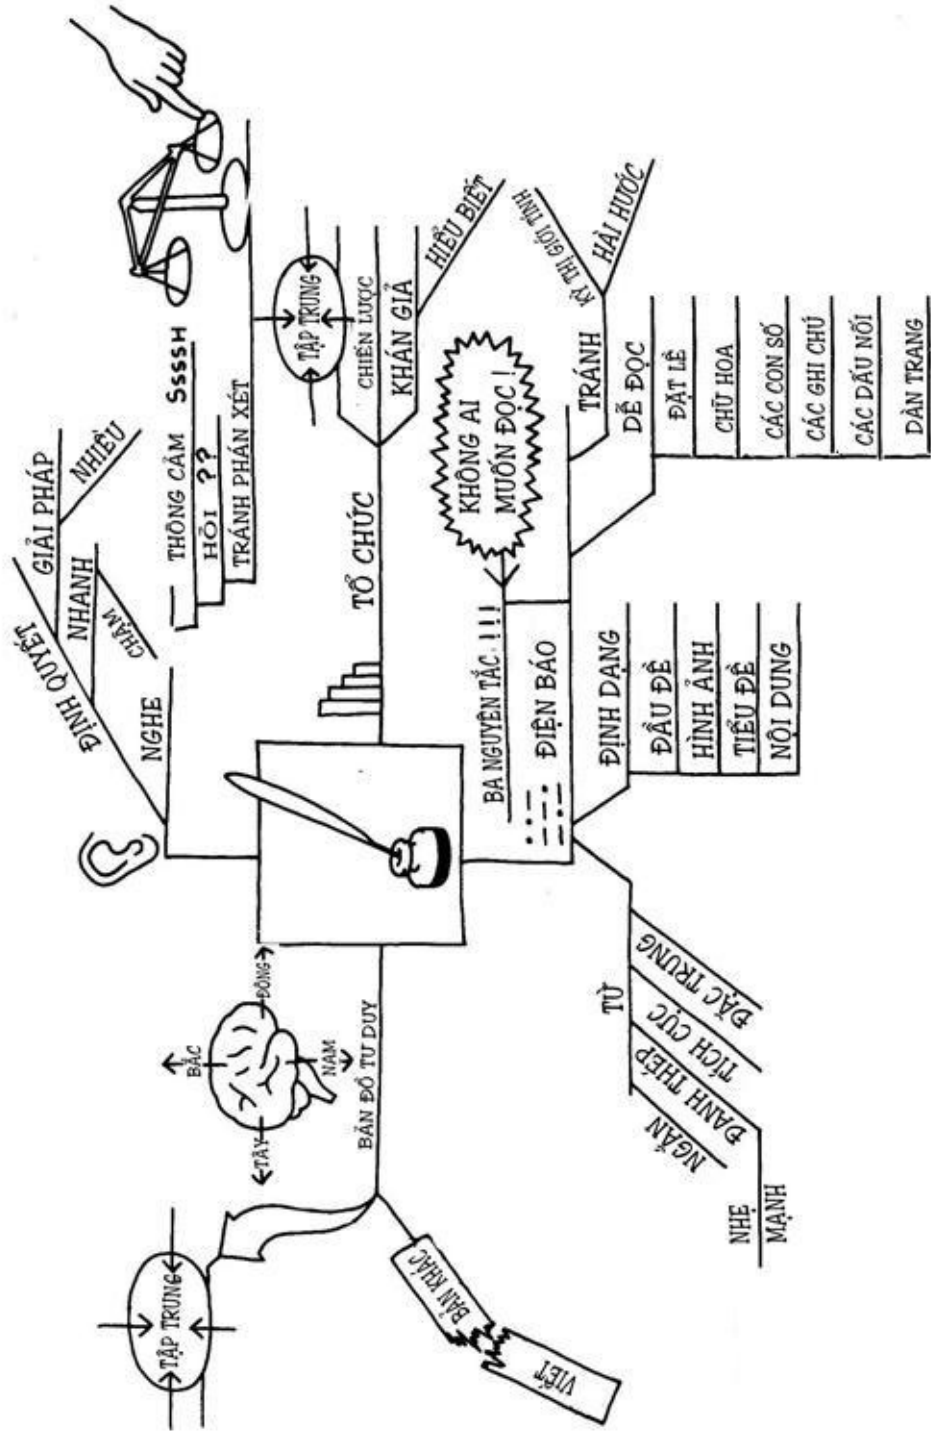 TẬP TRUNG
BẮC
TÂY
ĐÔNG
NAM
BẢN ĐỒ TƯ DUY
BẢN KHÁC
VIẾT
NGHE
ĐỊNH QUYẾT
GIẢI PHÁP
NHIỀU
NHANH
CHẬM
THÔNG CẢM SSSSH
HỎI ??
TRÁNH PHÁN XÉT
TỔ CHỨC
TẬP TRUNG
CHIẾN LƯỢC
KHÁN GIẢ
HIỂU BIẾT
BA NGUYÊN TẮC !!!
KHÔNG AI
MUỐN ĐỌC!
ĐIỆN BÁO
TRÁNH
KỲ THỊ GIỚI TÍNH
HÀI HƯỚC
DỄ ĐỌC
ĐẶT LỀ
CHỮ HOA
CÁC CON SỐ
CÁC GHI CHÚ
CÁC DẤU NỐI
DÀN TRANG
ĐỊNH DẠNG
ĐẦU ĐỀ
HÌNH ẢNH
TIỂU ĐỀ
NỘI DUNG
TỪ
ĐẶC TRƯNG
TÍCH CỰC
ĐANH THÉP
NGẮN
NHẸ
MẠNH